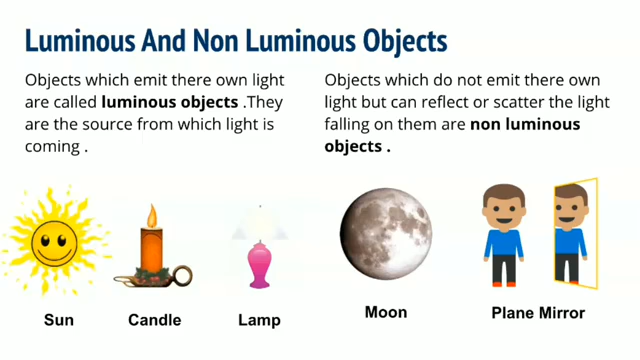 Luminous And Non Luminous Objects
Objects which emit there own light
are called luminous objects .They
are the source from which light is
coming .
Objects which do not emit there own
light but can reflect or scatter the light
falling on them are non luminous
objects .
Sun
Candle
Lamp
Moon
Plane Mirror